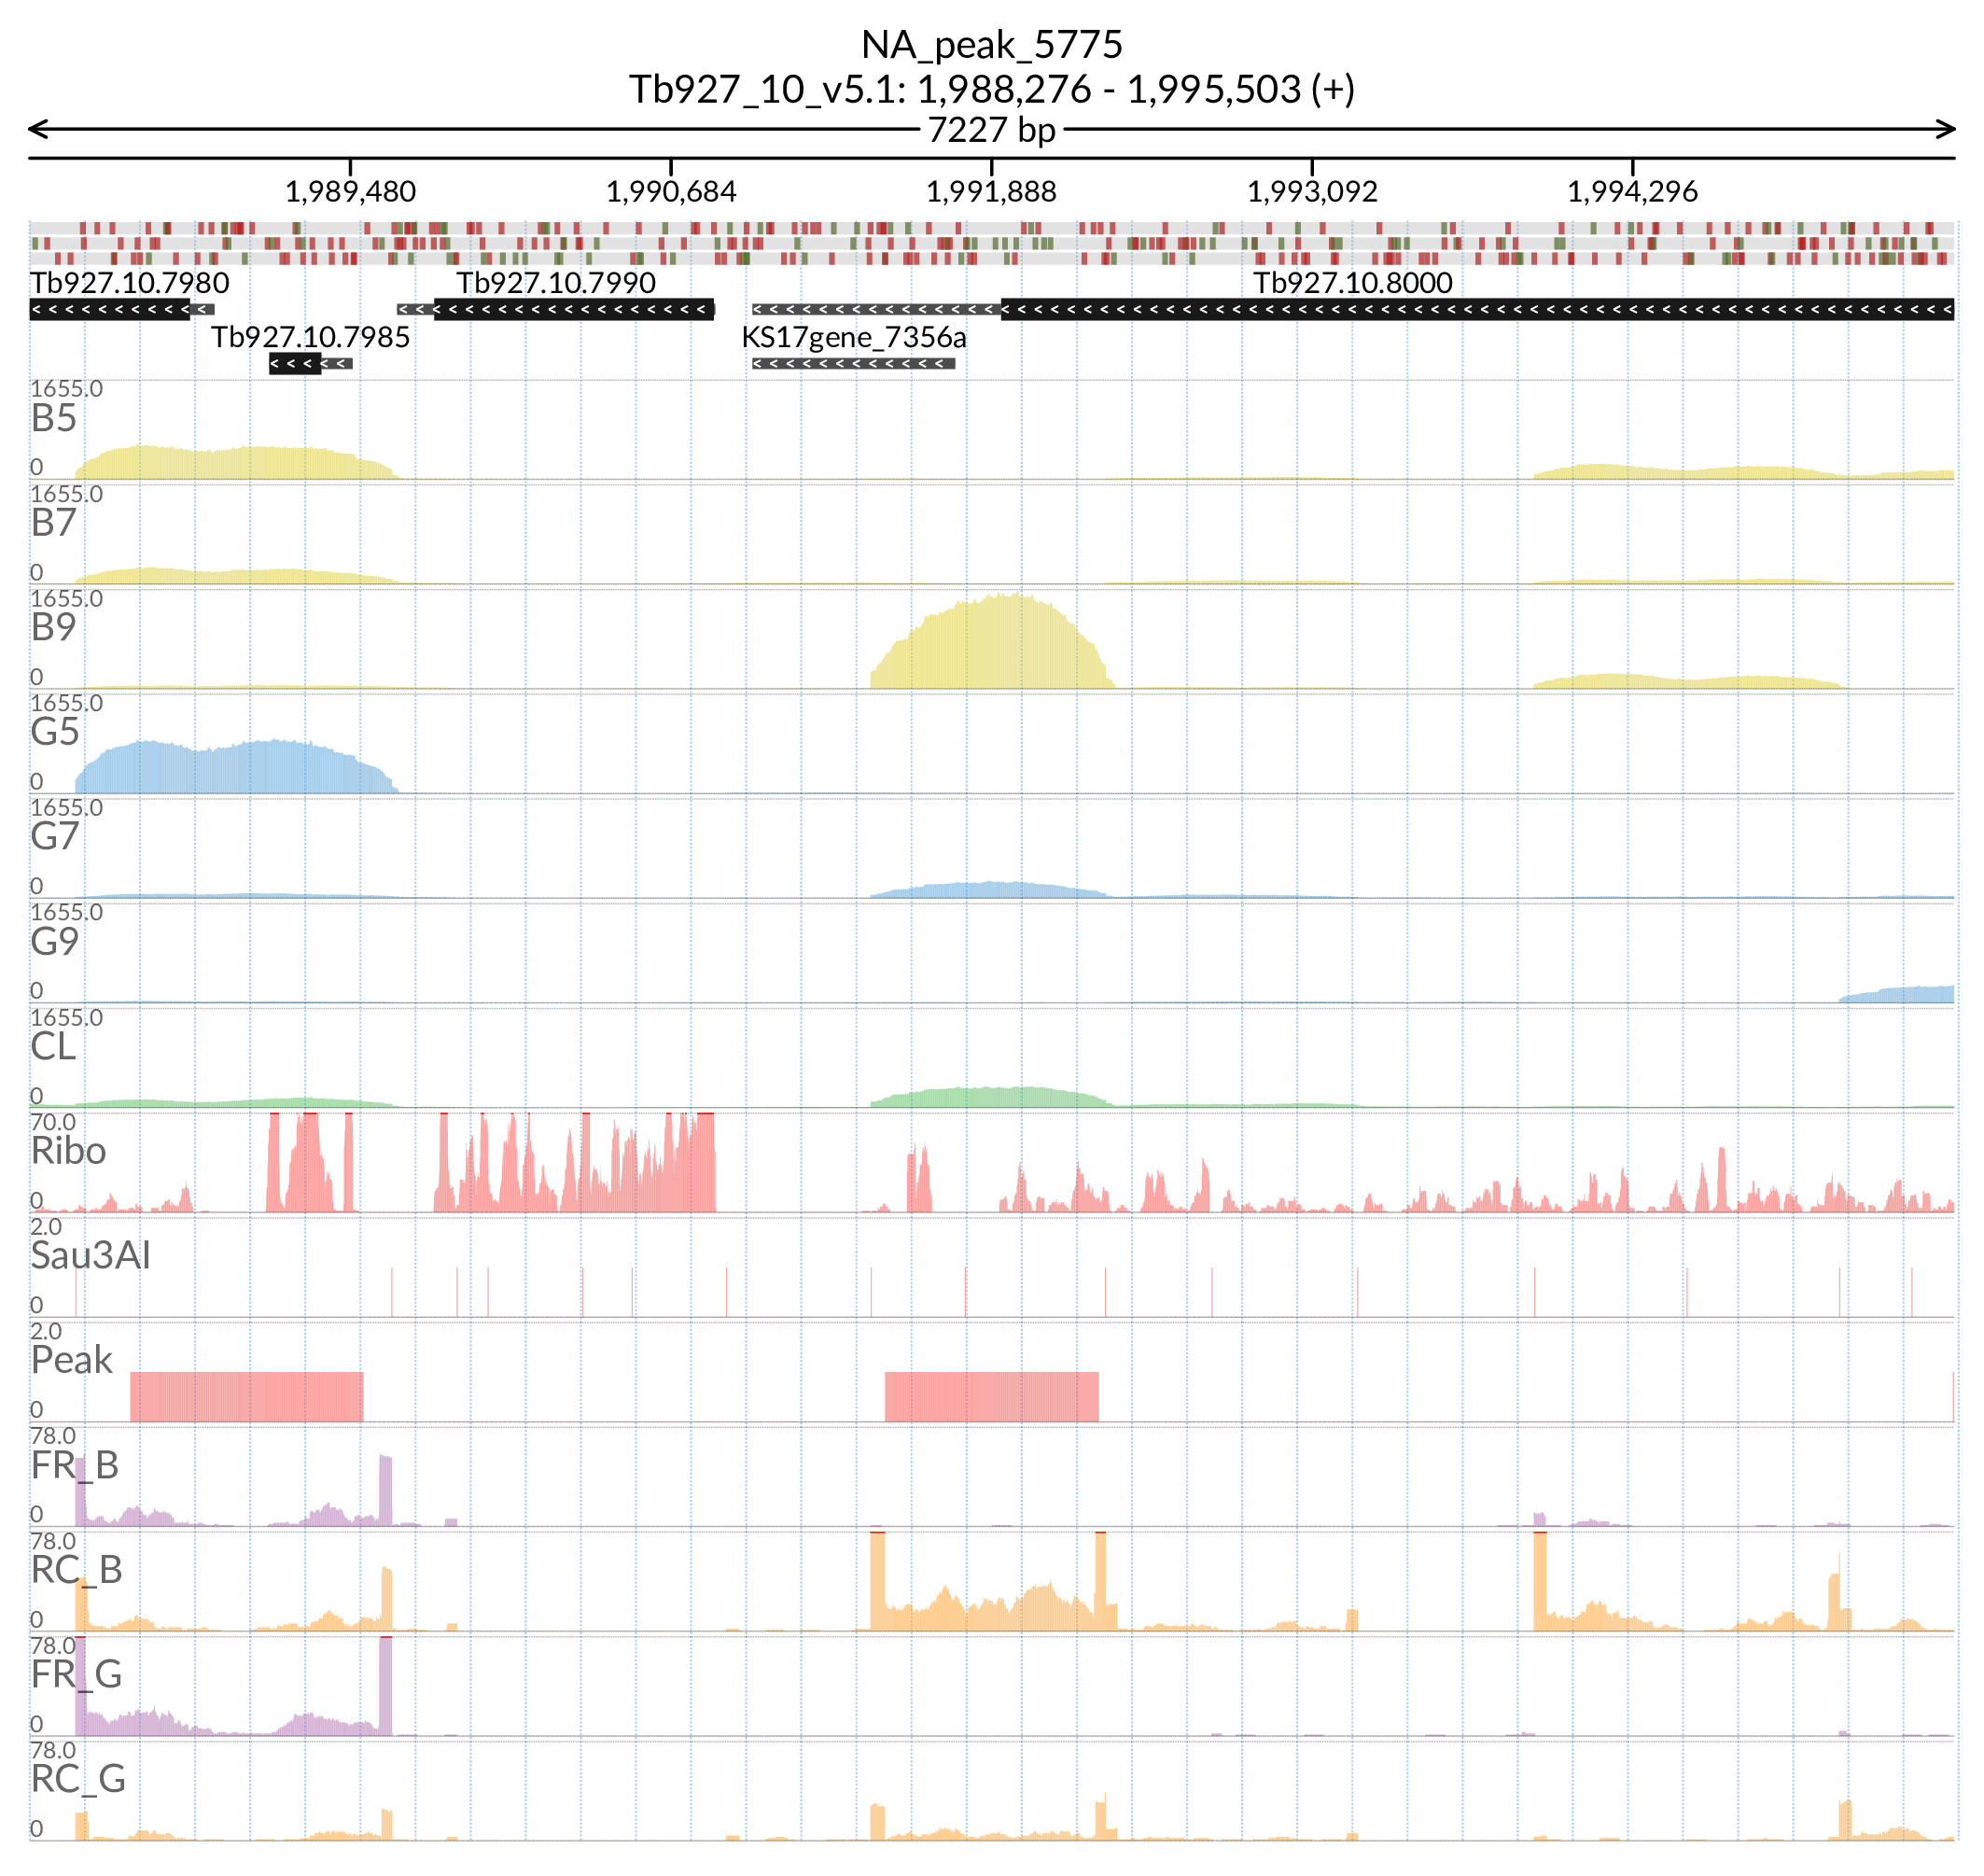 NA_peak_5775
Tb927_10_v5.1: 1,988,276 - 1,995,503 (+)
7227 bp
1,989,480 1,990,684 1,991,888 1,993,092 1,994,296
Tb927.10.7980 Tb927.10.7990 Tb927.10.8000
Tb927.10.7985 KS17gene_7356a
1655.0
B5
0
1655.0
B7
0
1655.0
B9
0
1655.0
G5
0
1655.0
G7
0
1655.0
G9
0
1655.0
CL
0
70.0
Ribo
0
2.0
Sau3AI
0
2.0
Peak
0
78.0
FR_B
0
78.0
RC_B
0
78.0
FR_G
0
78.0
RC_G
0